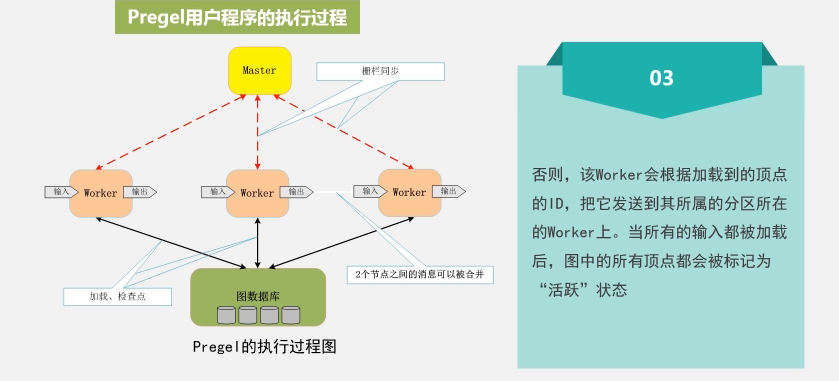 Pregel用户程序的执行过程
Master
栅栏同步
输入
Worker
输出
输入
Worker
输出
输入
Worker
输出
加载、检查点
图数据库
2个节点之间的消息可以被合并
Pregel的执行过程图
03
否则，该Worker会根据加载到的顶点
的ID，把它发送到其所属的分区所在
的Worker上。当所有的输入都被加载
后，图中的所有顶点都会被标记为
“活跃”状态